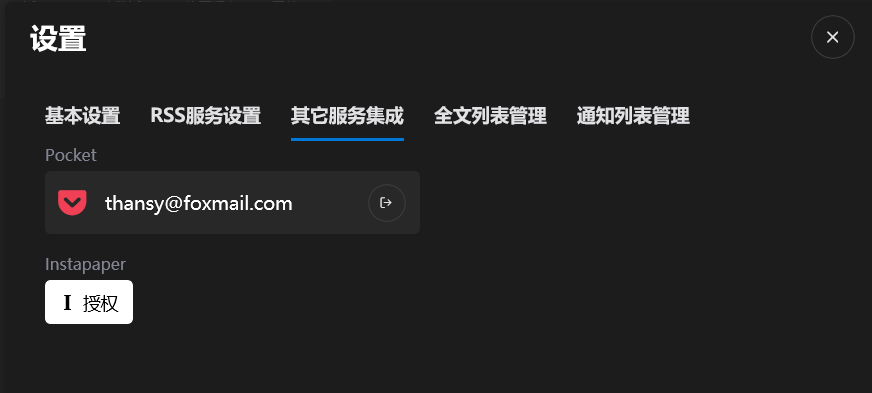 设置
基本设置 RSS服务设置 其它服务集成 全文列表管理 通知列表管理
Pocket
thansy@foxmail.com
Instapaper
I 授权